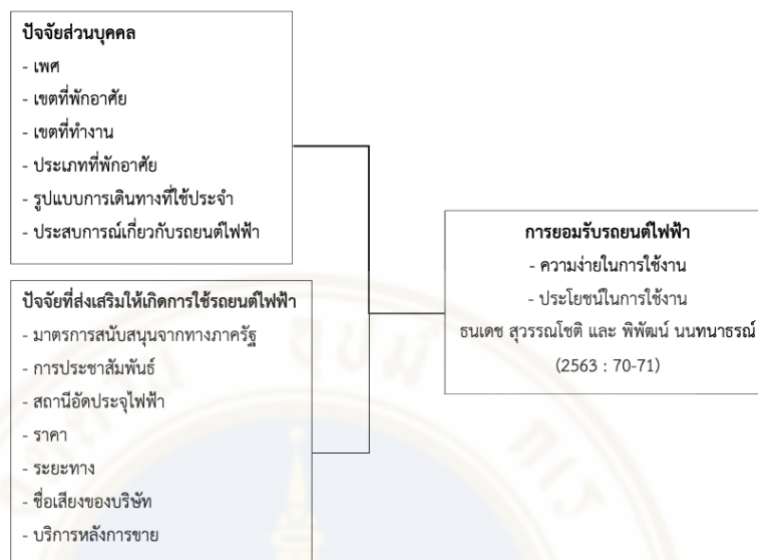 ปัจจัยส่วนบุคคล
- เพศ
- เขตที่พักอาศัย
- เขตที่ทำงาน
- ประเภทที่พักอาศัย
- รูปแบบการเดินทางที่ใช้ประจำ
- ประสบการณ์เกี่ยวกับรถยนต์ไฟฟ้า
ปัจจัยที่ส่งเสริมให้เกิดการใช้รถยนต์ไฟฟ้า
- มาตรการสนับสนุนจากทางภาครัฐ
- การประชาสัมพันธ์
- สถานีอัดประจุไฟฟ้า
- ราคา
- ระยะทาง
- ชื่อเสียงของบริษัท
- บริการหลังการขาย
การยอมรับรถยนต์ไฟฟ้า
- ความง่ายในการใช้งาน
- ประโยชน์ในการใช้งาน
ธนเดช สุวรรณโชติ และ พิพัฒน์ นนทนาธรณ์
(2563 : 70-71)